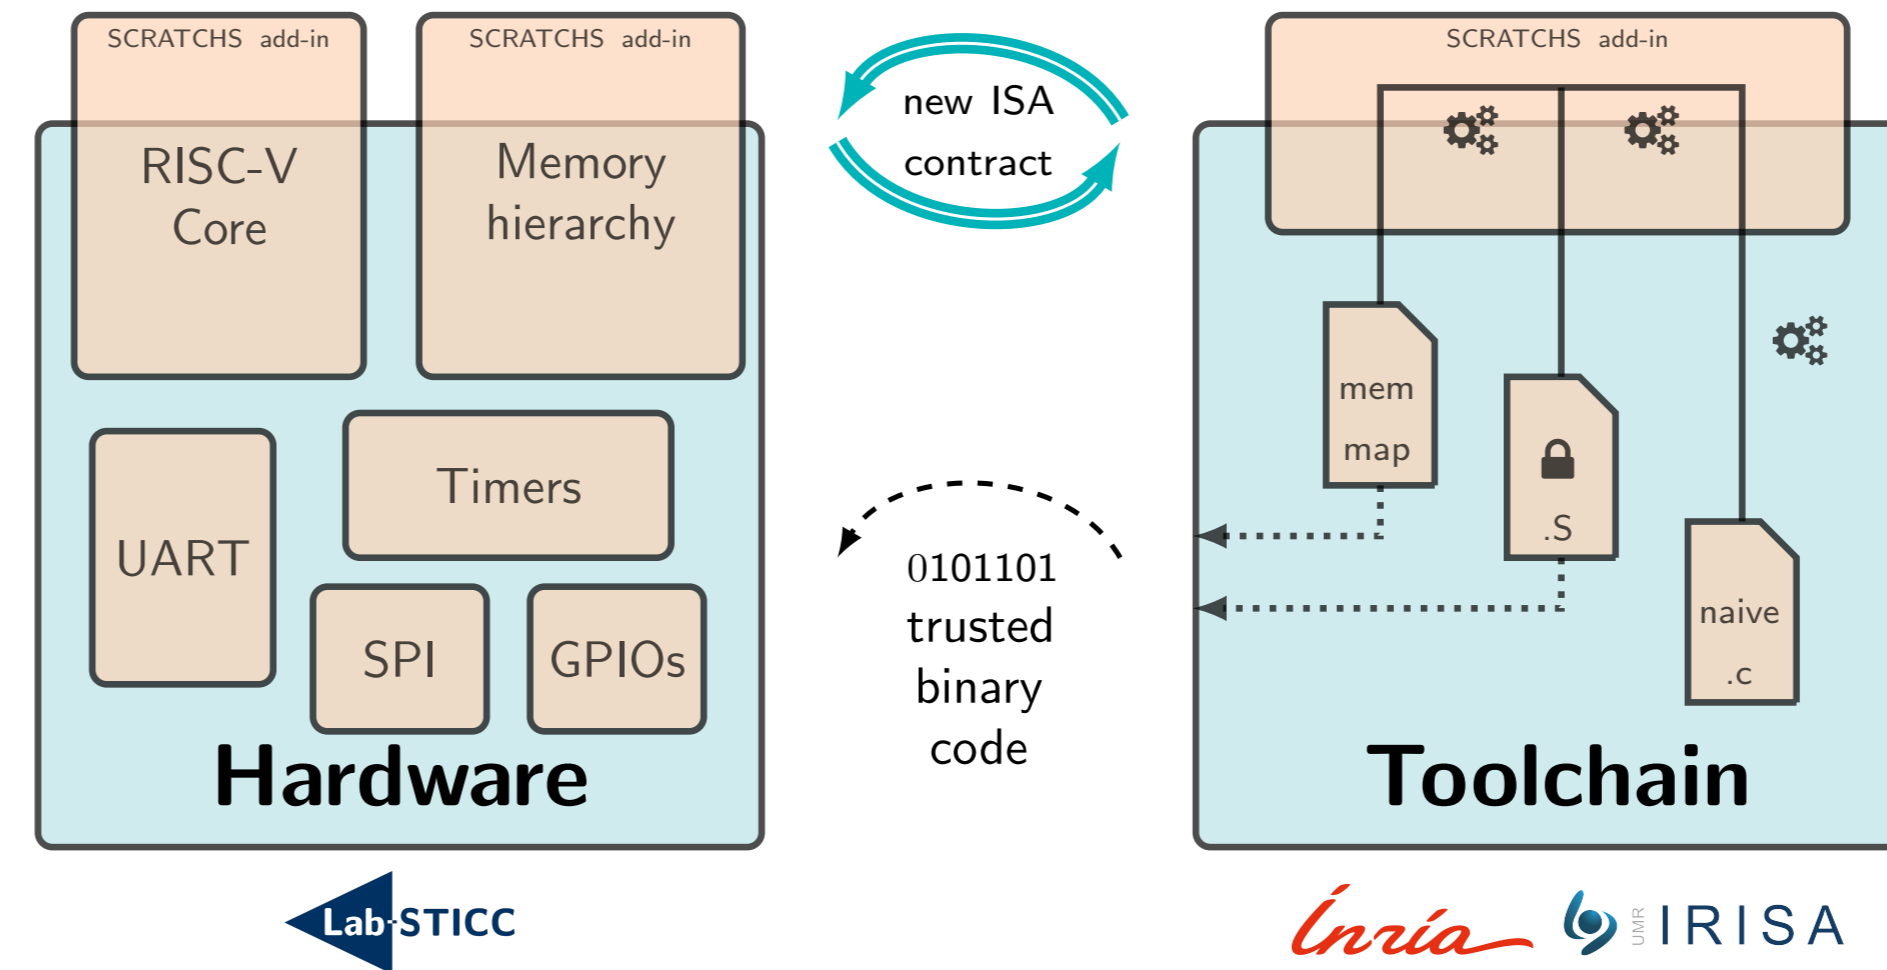 SCRATCHS add-in
RISC-V
Core
SCRATCHS add-in
Memory
hierarchy
UART
Timers
SPI
GPIOs
Hardware
Lab-STICC
new ISA
contract
0101101
trusted
binary
code
SCRATCHS add-in
mem
map
.S
naive
.c
Toolchain
Inría
UMR
IRISA